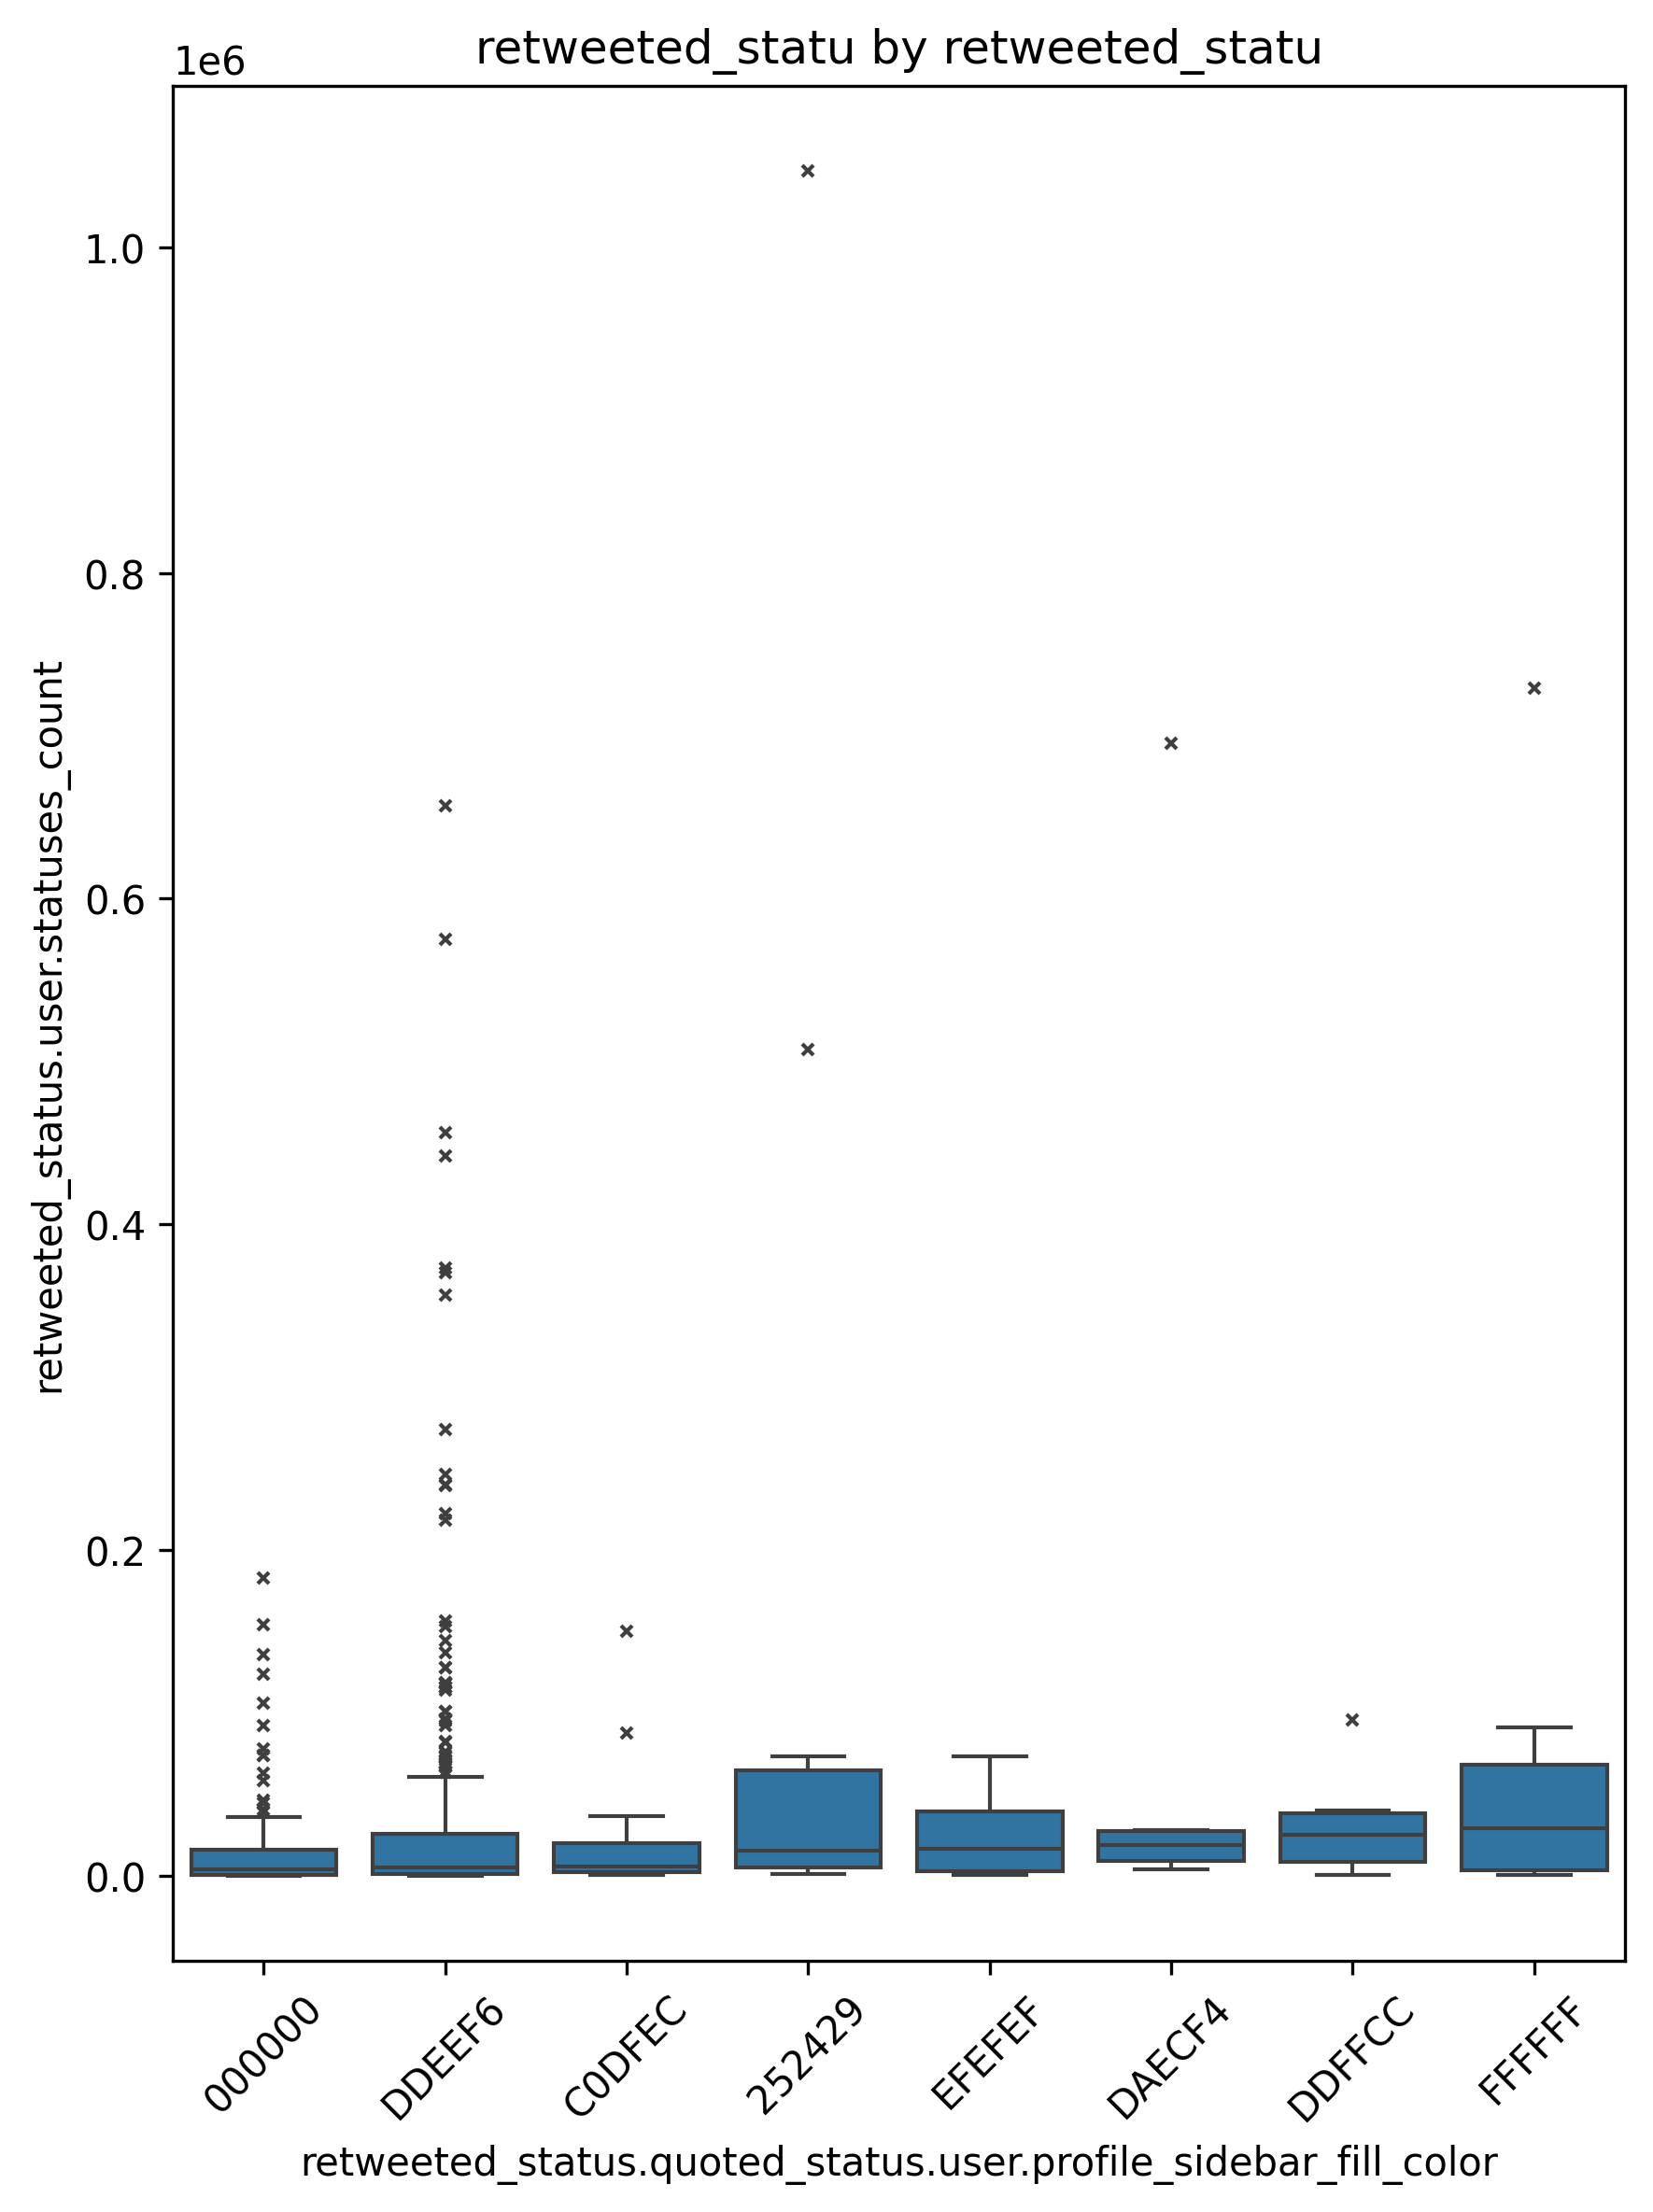 retweeted_statu by retweeted_statu
1e6
1.0
0.8
0.6
0.4
0.2
0.0
retweeted_status.user.statuses_count
000000
DDEEF6
C0DFEC
252429
EFEFEF
DAECF4
DDFFCC
FFFFFF
retweeted_status.quoted_status.user.profile_sidebar_fill_color